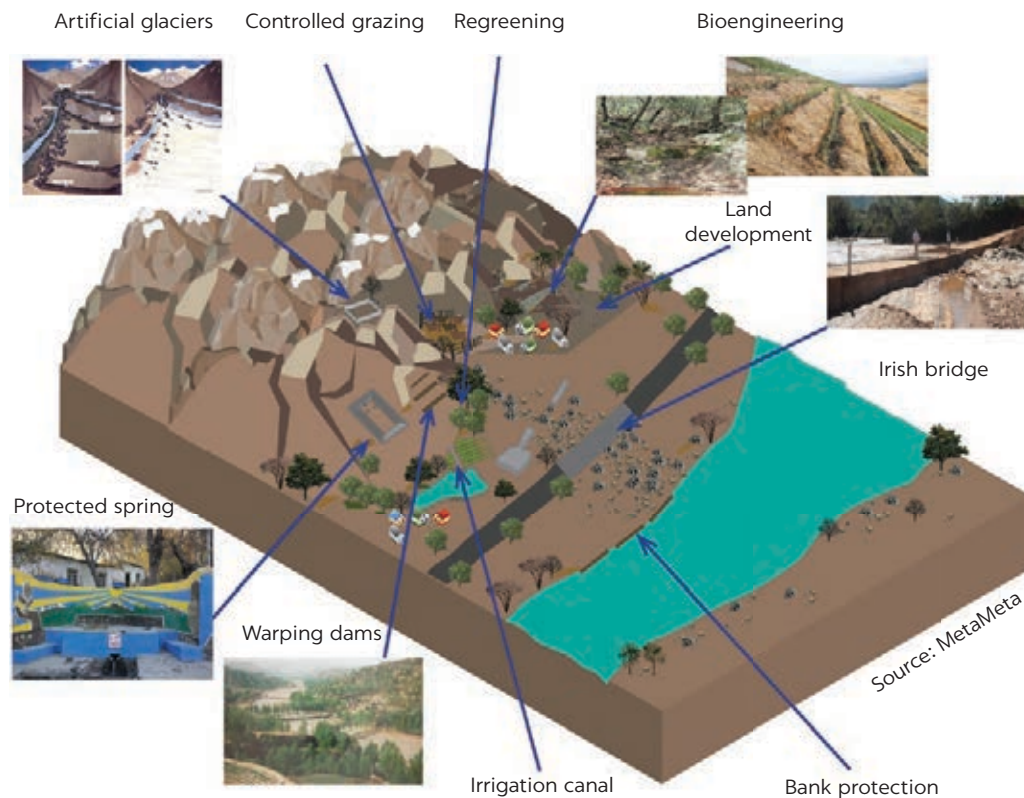 Artificial glaciers
Controlled grazing
Regreening
Bioengineering
Land
development
Irish bridge
Protected spring
Warping dams
Source: MetaMeta
Irrigation canal
Bank protection